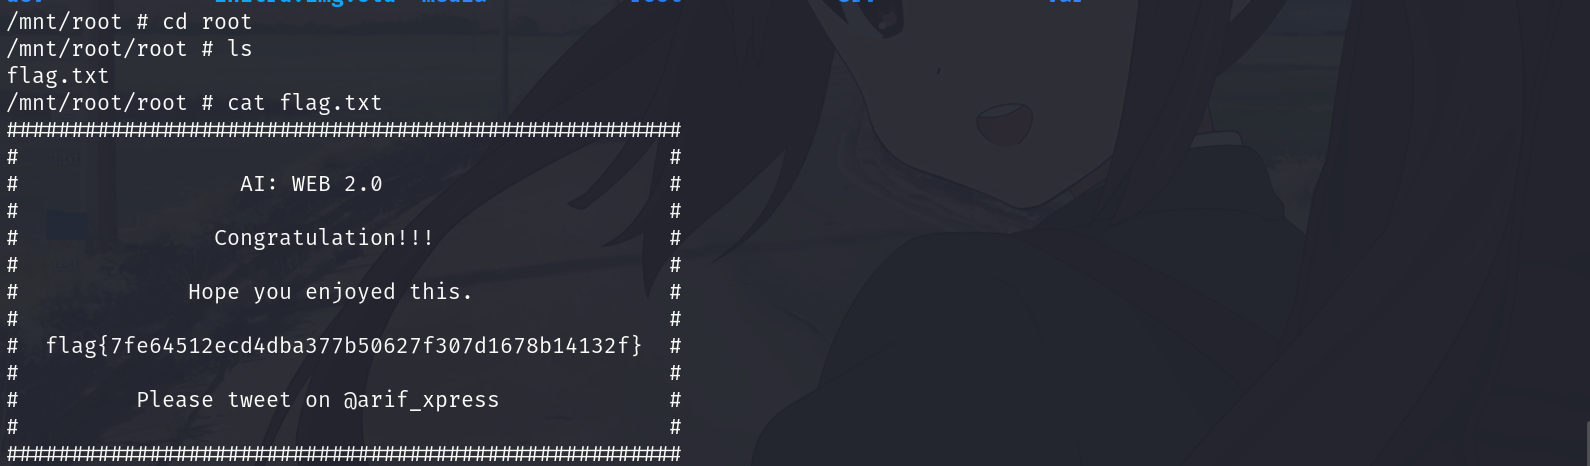 /mnt/root # cd root
/mnt/root/root # ls
flag.txt
/mnt/root/root # cat flag.txt
####################################################
#                                                  #
#                 AI: WEB 2.0                      #
#                                                  #
#               Congratulation!!!                  #
#                                                  #
#             Hope you enjoyed this.               #
#                                                  #
#  flag{7fe64512ecd4dba377b50627f307d1678b14132f}  #
#                                                  #
#         Please tweet on @arif_xpress             #
#                                                  #
####################################################